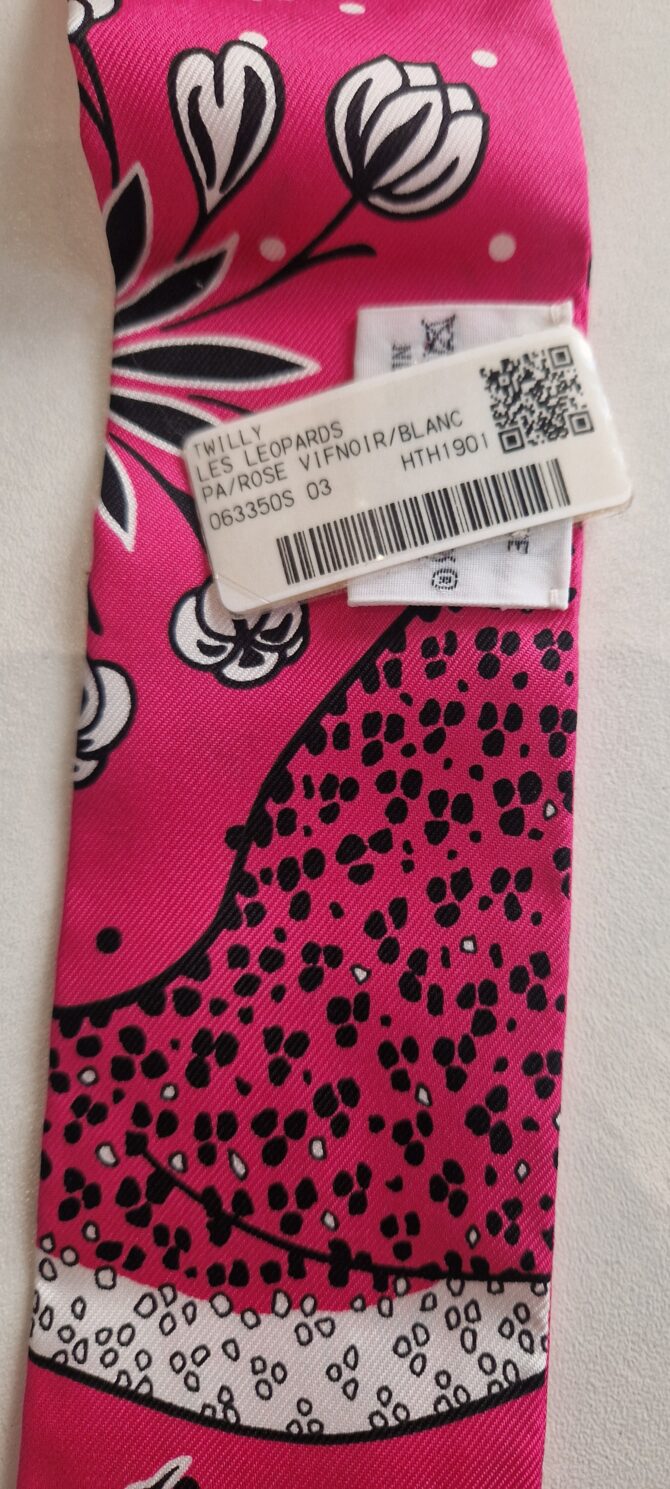 TWILLY
LES LEOPARDS
PA/ROSE VIFNOIR/BLANC
063350S 03 HTH1901